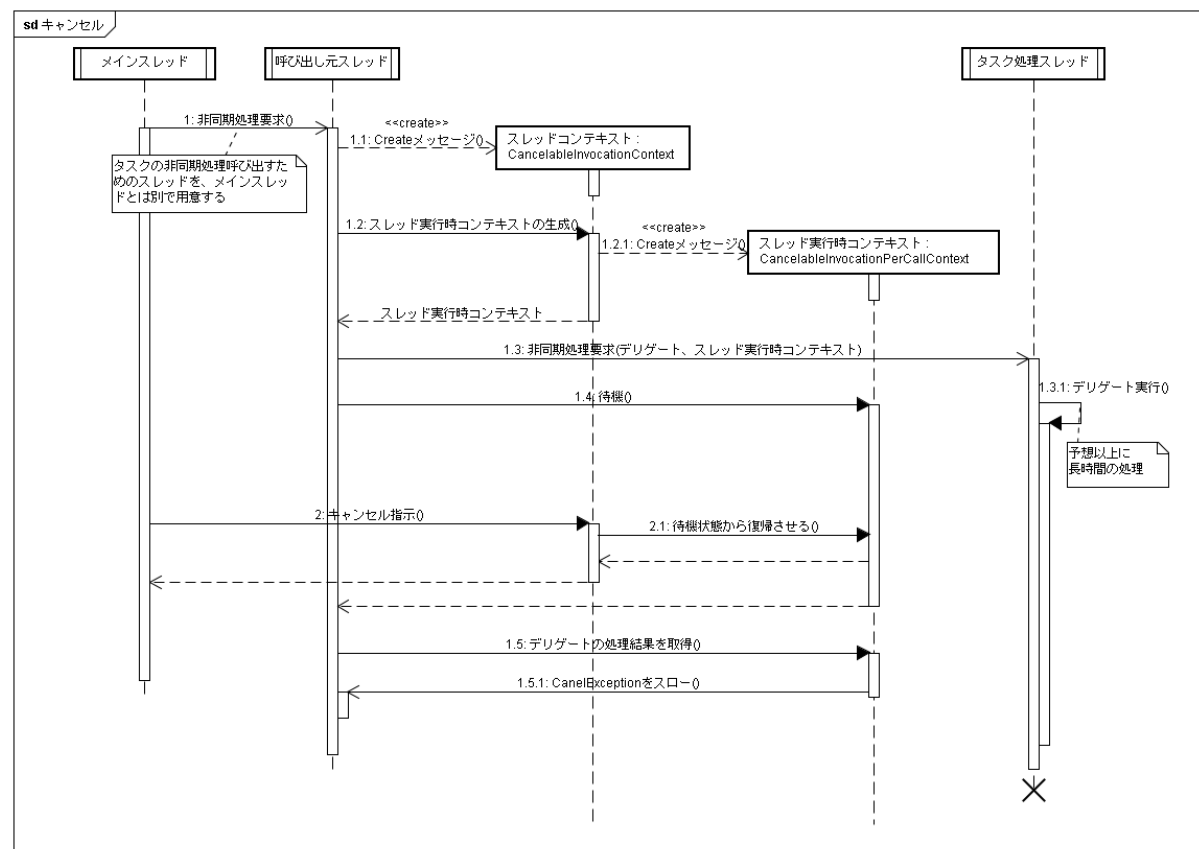 sd キャンセル
メインスレッド
呼び出し元スレッド
タスク処理スレッド
1: 非同期処理要求()
<<create>>
1.1: Createメッセージ()
スレッドコンテキスト :
CancelableInvocationContext
タスクの非同期処理呼び出すた
めのスレッドを、メインスレッ
ドとは別で用意する
1.2: スレッド実行時コンテキストの生成()
<<create>>
1.2.1: Createメッセージ()
スレッド実行時コンテキスト :
CancelableInvocationPerCallContext
スレッド実行時コンテキスト
1.3: 非同期処理要求(デリゲート、スレッド実行時コンテキスト)
1.3.1: デリゲート実行()
1.4: 待機()
予想以上に
長時間の処理
2: キャンセル指示()
2.1: 待機状態から復帰させる()
1.5: デリゲートの処理結果を取得()
1.5.1: CanelExceptionをスロー()